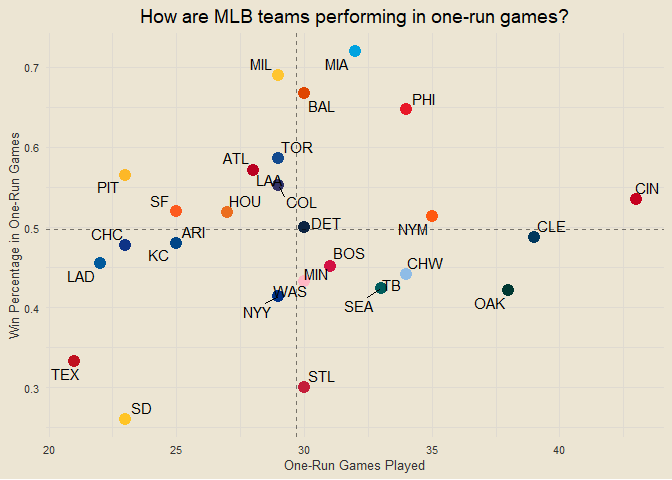 How are MLB teams performing in one-run games?
MIA
MIL
0.7
BAL
PHI
0.6
TOR
ATL
LAA
PIT
COL
CIN
SF
HOU
NYM
CLE
DET
0.5
CHC
ARI
KC
BOS
CHW
LAD
MIN
WAS
TB
NYY
SEA
OAK
0.4
STL
TEX
0.3
SD
20
25
30
35
40
Win Percentage in One-Run Games
One-Run Games Played